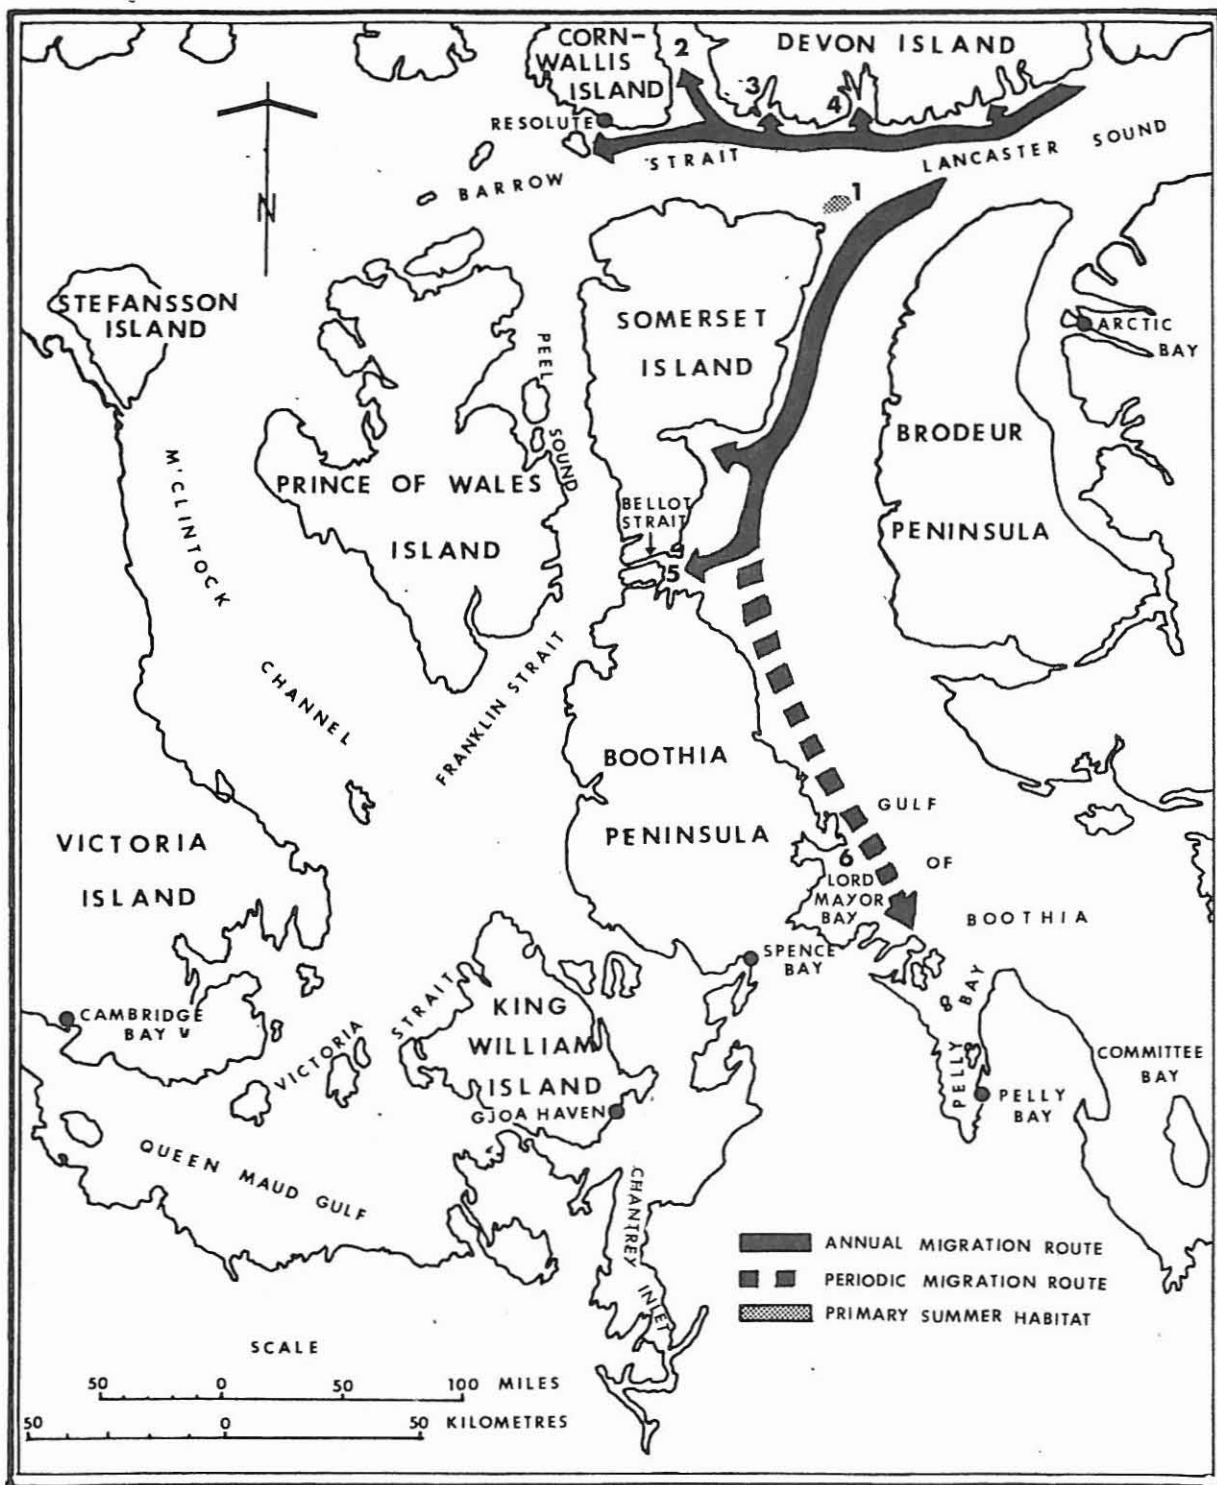 CORN-
WALLIS
ISLAND
2
DEVON ISLAND
3
4
RESOLUTE
STRAIT
LANCASTER SOUND
BARROW
1
N
STEFANSSON
ISLAND
SOMERSET
ISLAND
PEEL
SOUND
ARCTIC
BAY
BRODEUR
PENINSULA
M'CLINTOCK
CHANNEL
PRINCE OF WALES
ISLAND
BELLOT
STRAIT
5
FRANKLIN STRAIT
BOOTHIA
PENINSULA
GULF
OF
BOOTHIA
6
LORD
MAYOR
BAY
VICTORIA
ISLAND
SPENCE
BAY
CAMBRIDGE
BAY
VICTORIA
STRAIT
KING
WILLIAM
ISLAND
GJOA HAVEN
PELLY BAY
COMMITTEE
BAY
PELLY
BAY
QUEEN MAUD GULF
CHANTREY
INLET
ANNUAL MIGRATION ROUTE
PERIODIC MIGRATION ROUTE
PRIMARY SUMMER HABITAT
SCALE
50 0 50 100 MILES
50 0 50 KILOMETRES